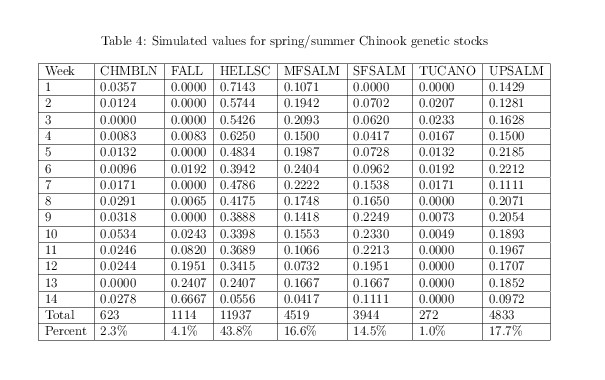 Table 4: Simulated values for spring/summer Chinook genetic stocks
Week CHMBLN FALL HELLSC MFSALM SFSALM TUCANO UPSALM
1 0.0357 0.0000 0.7143 0.1071 0.0000 0.0000 0.1429
2 0.0124 0.0000 0.5744 0.1942 0.0702 0.0207 0.1281
3 0.0000 0.0000 0.5426 0.2093 0.0620 0.0233 0.1628
4 0.0083 0.0083 0.6250 0.1500 0.0417 0.0167 0.1500
5 0.0132 0.0000 0.4834 0.1987 0.0728 0.0132 0.2185
6 0.0096 0.0192 0.3942 0.2404 0.0962 0.0192 0.2212
7 0.0171 0.0000 0.4786 0.2222 0.1538 0.0171 0.1111
8 0.0291 0.0065 0.4175 0.1748 0.1650 0.0000 0.2071
9 0.0318 0.0000 0.3888 0.1418 0.2249 0.0073 0.2054
10 0.0534 0.0243 0.3398 0.1553 0.2330 0.0049 0.1893
11 0.0246 0.0820 0.3689 0.1066 0.2213 0.0000 0.1967
12 0.0244 0.1951 0.3415 0.0732 0.1951 0.0000 0.1707
13 0.0000 0.2407 0.2407 0.1667 0.1667 0.0000 0.1852
14 0.0278 0.6667 0.0556 0.0417 0.1111 0.0000 0.0972
Total 623 1114 11937 4519 3944 272 4833
Percent 2.3% 4.1% 43.8% 16.6% 14.5% 1.0% 17.7%